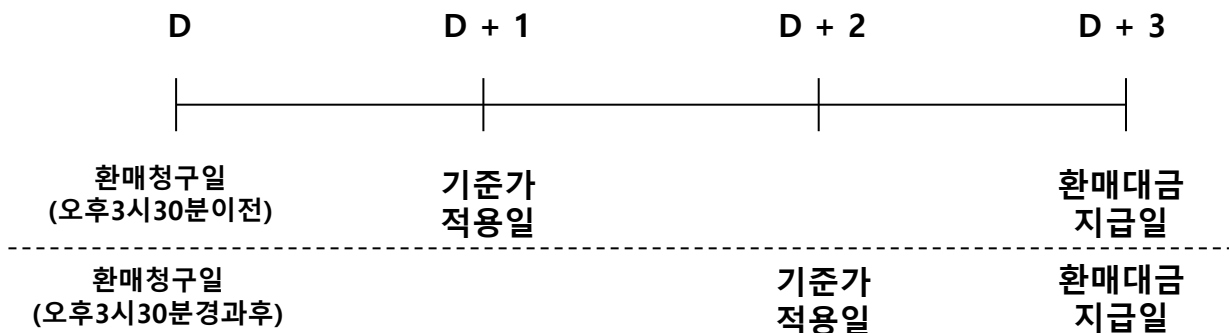 D D + 1 D + 2 D + 3
환매청구일
(오후3시30분이전)
기준가
적용일
환매대금
지급일
환매청구일
(오후3시30분경과후)
기준가
적용일
환매대금
지급일